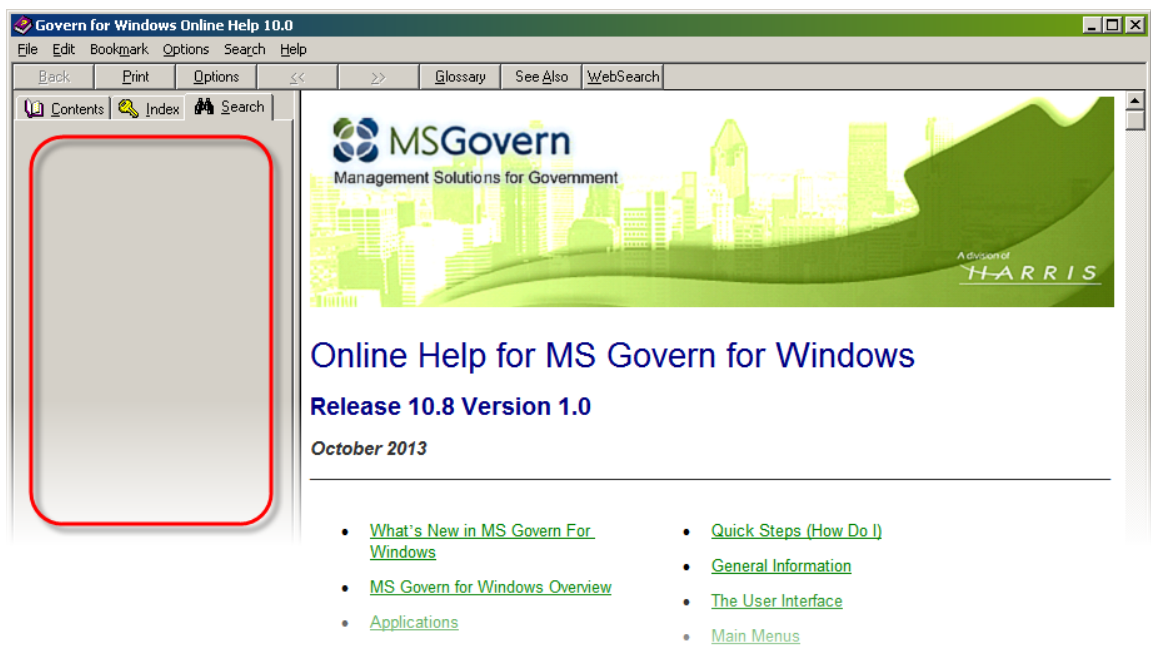 Govern for Windows Online Help 10.0
File Edit Bookmark Options Search Help
Back Print Options << >> Glossary See Also WebSearch
Contents Index Search
MSGovern
Management Solutions for Government
A division of
HARRIS
Online Help for MS Govern for Windows
Release 10.8 Version 1.0
October 2013
• What's New in MS Govern For
Windows
• MS Govern for Windows Overview
• Applications
• Quick Steps (How Do I)
• General Information
• The User Interface
• Main Menus